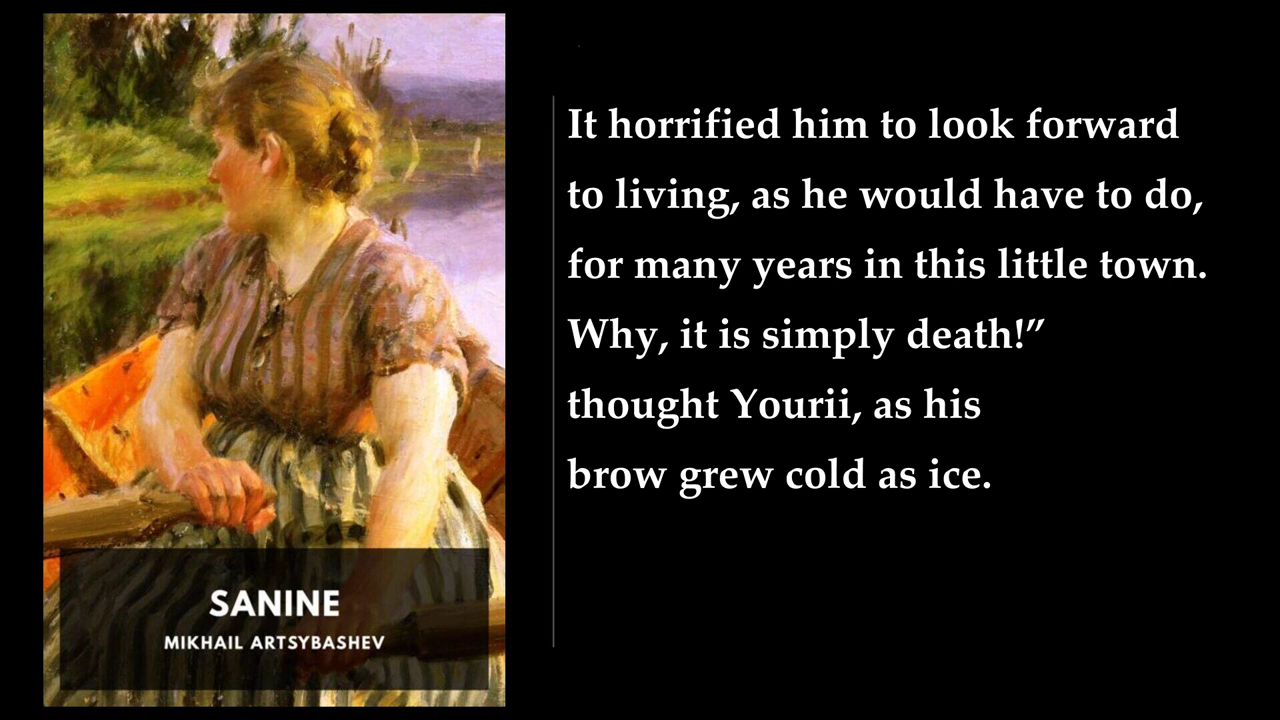 SANINE
MIKHAIL ARTSYBASHEV
It horrified him to look forward
to living, as he would have to do,
for many years in this little town.
Why, it is simply death!”
thought Yourii, as his
brow grew cold as ice.